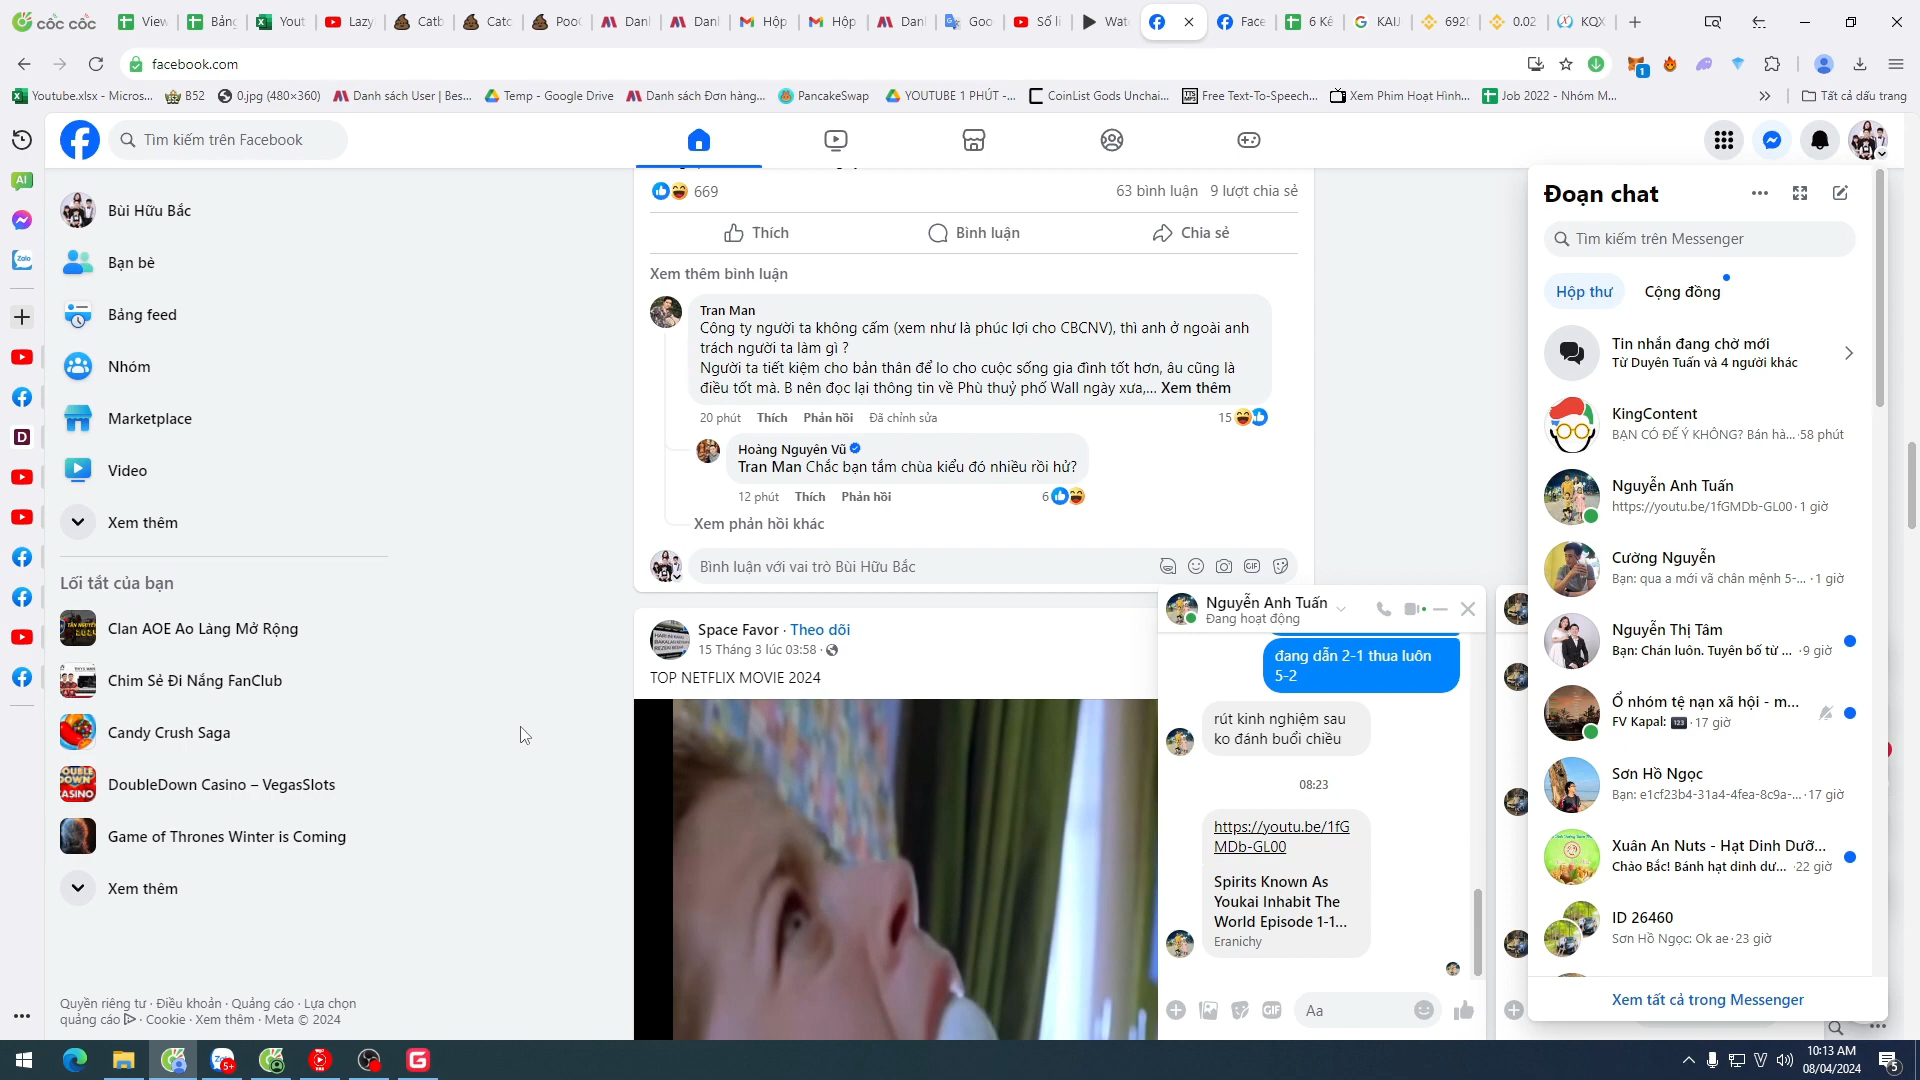 cốc cốc
View
Bảng
Yout
Lazy
Catb
Catc
Poo
Danh
Danh
Hộp
Hộp
Danh
Goo
Số li
Wat
Face
6 Kê
KAI
692
0.02
KQX
facebook.com
1
Youtube.xlsx - Micros...
B52
0.jpg (480×360)
Danh sách User | Bes...
Temp - Google Drive
Danh sách Đơn hàng...
PancakeSwap
YOUTUBE 1 PHÚT -...
CoinList Gods Unchai...
Free Text-To-Speech...
Xem Phim Hoạt Hình...
Job 2022 - Nhóm M...
Tất cả dấu trang
AI
Zalo
D
Tìm kiếm trên Facebook
Bùi Hữu Bắc
Bạn bè
Bảng feed
Nhóm
Marketplace
Video
Xem thêm
Lối tắt của bạn
Clan AOE Ao Làng Mở Rộng
Chim Sẻ Đi Nắng FanClub
Candy Crush Saga
DoubleDown Casino – VegasSlots
Game of Thrones Winter is Coming
Xem thêm
Quyền riêng tư · Điều khoản · Quảng cáo · Lựa chọn
quảng cáo · Cookie · Xem thêm · Meta © 2024
669
63 bình luận 9 lượt chia sẻ
Thích
Bình luận
Chia sẻ
Xem thêm bình luận
Tran Man
Công ty người ta không cấm (xem như là phúc lợi cho CBCNV), thì anh ở ngoài anh
trách người ta làm gì ?
Người ta tiết kiệm cho bản thân để lo cho cuộc sống gia đình tốt hơn, âu cũng là
điều tốt mà. B nên đọc lại thông tin về Phù thuỷ phố Wall ngày xưa,... Xem thêm
20 phút Thích Phản hồi Đã chỉnh sửa
15
Hoàng Nguyên Vũ
Tran Man Chắc bạn tắm chùa kiểu đó nhiều rồi hử?
12 phút Thích Phản hồi
6
Xem phản hồi khác
Bình luận với vai trò Bùi Hữu Bắc
GIF
Space Favor · Theo dõi
15 Tháng 3 lúc 03:58 ·
TOP NETFLIX MOVIE 2024
Nguyễn Anh Tuấn
Đang hoạt động
đang dẫn 2-1 thua luôn
5-2
rút kinh nghiệm sau
ko đánh buổi chiều
08:23
https://youtu.be/1fG
MDb-GL00
Spirits Known As
Youkai Inhabit The
World Episode 1-1...
Eranichy
GIF
Aa
Đoạn chat
Tìm kiếm trên Messenger
Hộp thư
Cộng đồng
Tin nhắn đang chờ mới
Từ Duyên Tuấn và 4 người khác
KingContent
BẠN CÓ ĐỂ Ý KHÔNG? Bán hà... · 58 phút
Nguyễn Anh Tuấn
https://youtu.be/1fGMDb-GL00 · 1 giờ
Cường Nguyễn
Bạn: qua a mới vã chân mệnh 5-... · 1 giờ
Nguyễn Thị Tâm
Bạn: Chán luôn. Tuyên bố từ ... · 9 giờ
Ổ nhóm tệ nạn xã hội - m...
FV Kapal: 123 · 17 giờ
Sơn Hồ Ngọc
Bạn: e1cf23b4-31a4-4fea-8c9a-... · 17 giờ
Xuân An Nuts - Hạt Dinh Dưỡ...
Chào Bắc! Bánh hạt dinh dư... · 22 giờ
ID 26460
Sơn Hồ Ngọc: Ok ae · 23 giờ
Xem tất cả trong Messenger
5+
10:13 AM
08/04/2024
5